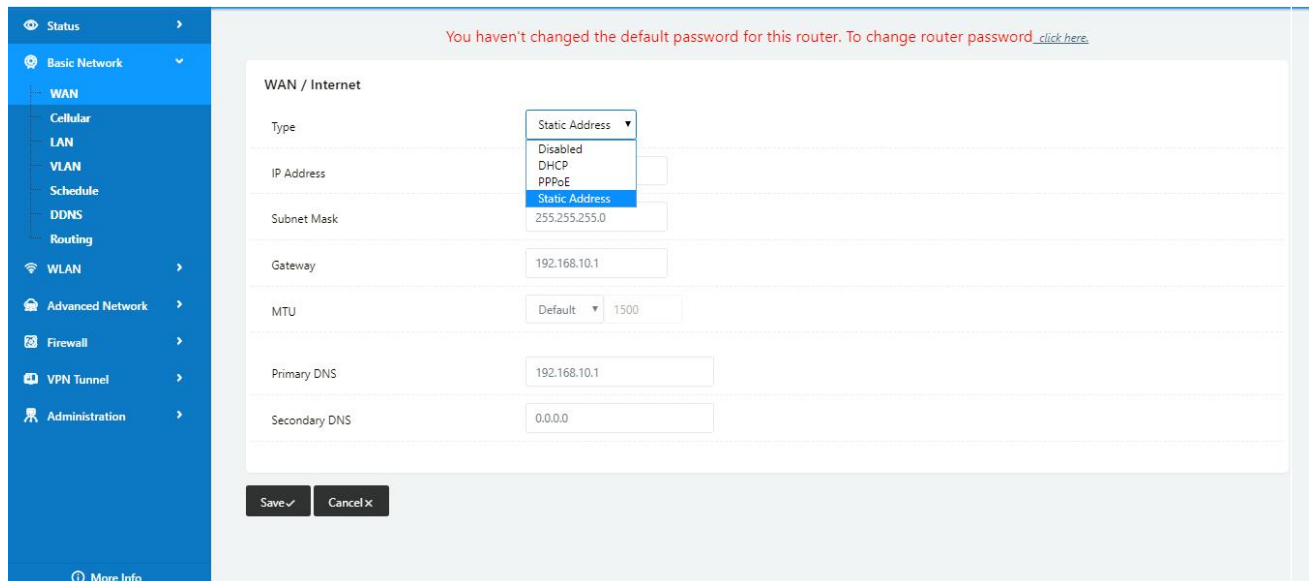 Status
You haven't changed the default password for this router. To change router password click here.
Basic Network
WAN
Cellular
LAN
VLAN
Schedule
DDNS
Routing
WLAN
Advanced Network
Firewall
VPN Tunnel
Administration
More Info
WAN / Internet
Type
Static Address
Disabled
DHCP
PPPoE
Static Address
IP Address
Subnet Mask
255.255.255.0
Gateway
192.168.10.1
MTU
Default 1500
Primary DNS
192.168.10.1
Secondary DNS
0.0.0.0
Save Cancel